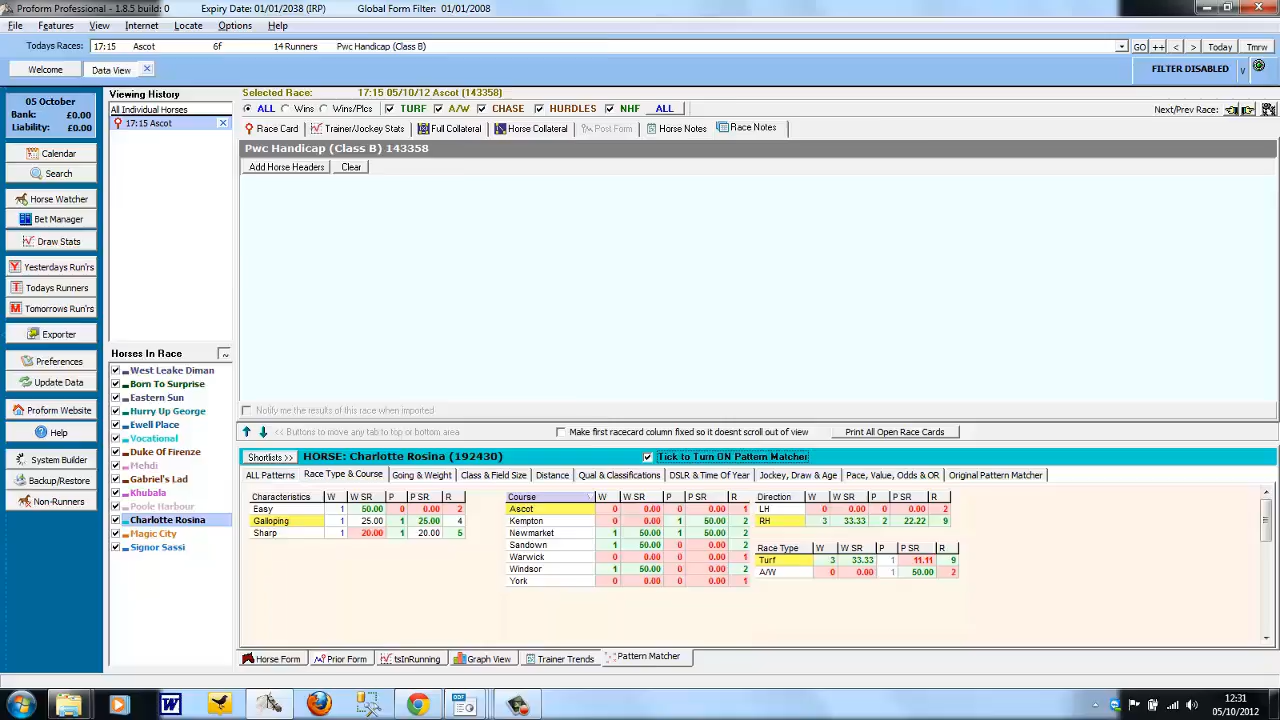 Proform Professional - 1.8.5 build: 0 Expiry Date: 01/01/2038 (IRP) Global Form Filter: 01/01/2008
File Features View Internet Locate Options Help
Todays Races: 17:15 Ascot 6f 14 Runners Pwc Handicap (Class B) GO ++ < > Today Tmrw
Welcome Data View FILTER DISABLED
05 October
Bank: £0.00
Liability: £0.00
Calendar
Search
Horse Watcher
Bet Manager
Draw Stats
Yesterdays Run'rs
Todays Runners
Tomorrows Run'rs
Exporter
Preferences
Update Data
Proform Website
Help
System Builder
Backup/Restore
Non-Runners
Viewing History
All Individual Horses
17:15 Ascot
Horses In Race
West Leake Diman
Born To Surprise
Eastern Sun
Hurry Up George
Ewell Place
Vocational
Duke Of Firenze
Mehdi
Gabriel's Lad
Khubala
Poole Harbour
Charlotte Rosina
Magic City
Signor Sassi
Selected Race: 17:15 05/10/12 Ascot (143358)
ALL Wins Wins/Plcs TURF A/W CHASE HURDLES NHF ALL Next/Prev Race:
Race Card Trainer/Jockey Stats Full Collateral Horse Collateral Post Form Horse Notes Race Notes
Pwc Handicap (Class B) 143358
Add Horse Headers Clear
Notify me the results of this race when imported
<< Buttons to move any tab to top or bottom area Make first racecard column fixed so it doesnt scroll out of view Print All Open Race Cards
Shortlists >> HORSE: Charlotte Rosina (192430) Tick to Turn ON Pattern Matcher
ALL Patterns Race Type & Course Going & Weight Class & Field Size Distance Qual & Classifications DSLR & Time Of Year Jockey, Draw & Age Race, Value, Odds & OR Original Pattern Matcher
Characteristics W W SR P P SR R
Easy 1 50.00 0 0.00 2
Galloping 1 25.00 1 25.00 4
Sharp 1 20.00 1 20.00 5
Course W W SR P P SR R
Ascot 0 0.00 0 0.00 1
Kempton 0 0.00 1 50.00 2
Newmarket 1 50.00 1 50.00 2
Sandown 1 50.00 0 0.00 2
Warwick 0 0.00 0 0.00 1
Windsor 1 50.00 0 0.00 2
York 0 0.00 0 0.00 1
Direction W W SR P P SR R
LH 0 0.00 0 0.00 2
RH 3 33.33 2 22.22 9
Race Type W W SR P P SR R
Turf 3 33.33 1 11.11 9
A/W 0 0.00 1 50.00 2
Horse Form Prior Form tsInRunning Graph View Trainer Trends Pattern Matcher
12:31
05/10/2012